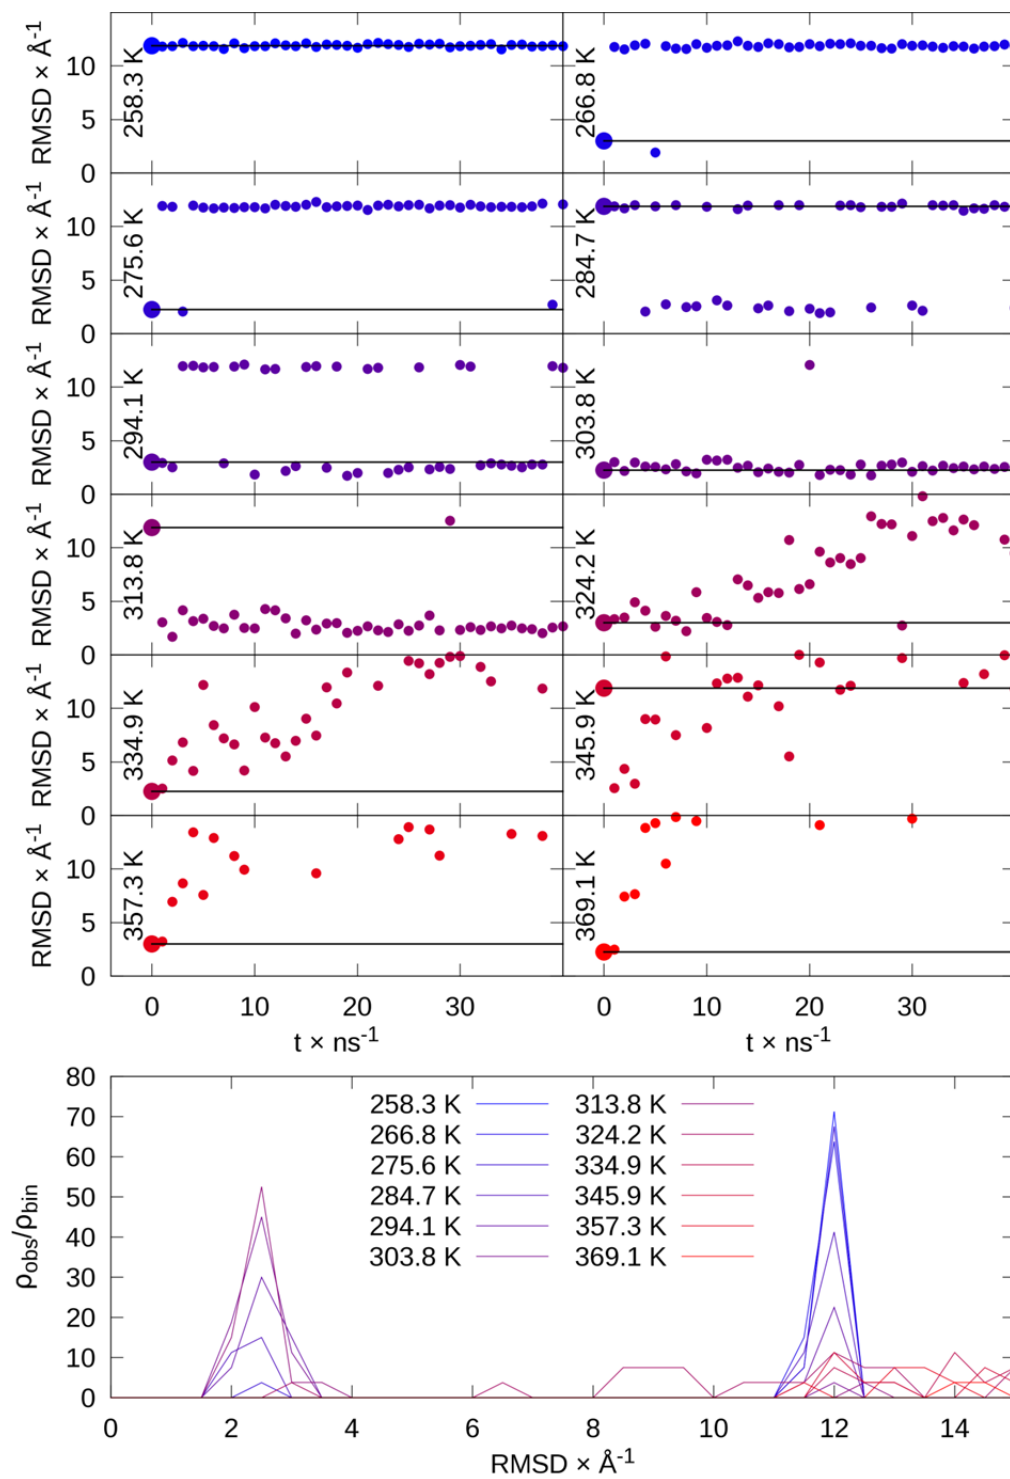 RMSD × Å-1
10
5
0
258.3 K
266.8 K
RMSD × Å-1
10
5
0
275.6 K
284.7 K
RMSD × Å-1
10
5
0
294.1 K
303.8 K
RMSD × Å-1
10
5
0
313.8 K
324.2 K
RMSD × Å-1
10
5
0
334.9 K
345.9 K
RMSD × Å-1
10
5
0
357.3 K
369.1 K
0 10 20 30 0 10 20 30
t × ns-1 t × ns-1
80
70
60
50
40
30
20
10
0
ρobs/ρbin
258.3 K 313.8 K
266.8 K 324.2 K
275.6 K 334.9 K
284.7 K 345.9 K
294.1 K 357.3 K
303.8 K 369.1 K
0 2 4 6 8 10 12 14
RMSD × Å-1